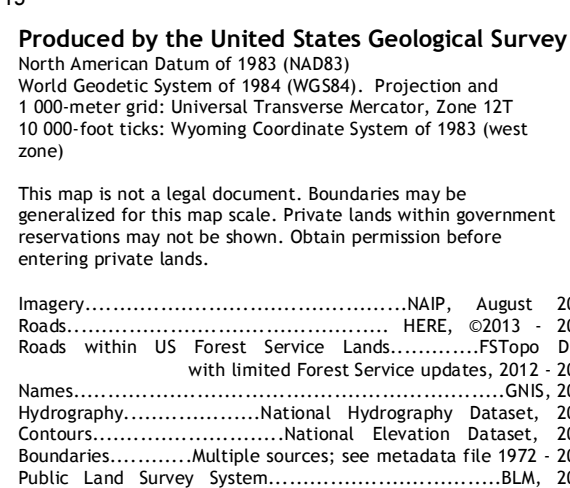 Produced by the United States Geological Survey
North American Datum of 1983 (NAD83)
World Geodetic System of 1984 (WGS84). Projection and
1 000-meter grid: Universal Transverse Mercator, Zone 12T
10 000-foot ticks: Wyoming Coordinate System of 1983 (west
zone)
This map is not a legal document. Boundaries may be
generalized for this map scale. Private lands within government
reservations may not be shown. Obtain permission before
entering private lands.
Imagery..............................................NAIP, August
Roads............................................... HERE, ©2013 -
Roads within US Forest Service Lands.............FSTopo
with limited Forest Service updates, 2012 -
Names..............................................................GNIS,
Hydrography....................National Hydrography Dataset,
Contours............................National Elevation Dataset,
Boundaries............Multiple sources; see metadata file 1972 -
Public Land Survey System..................................BLM,